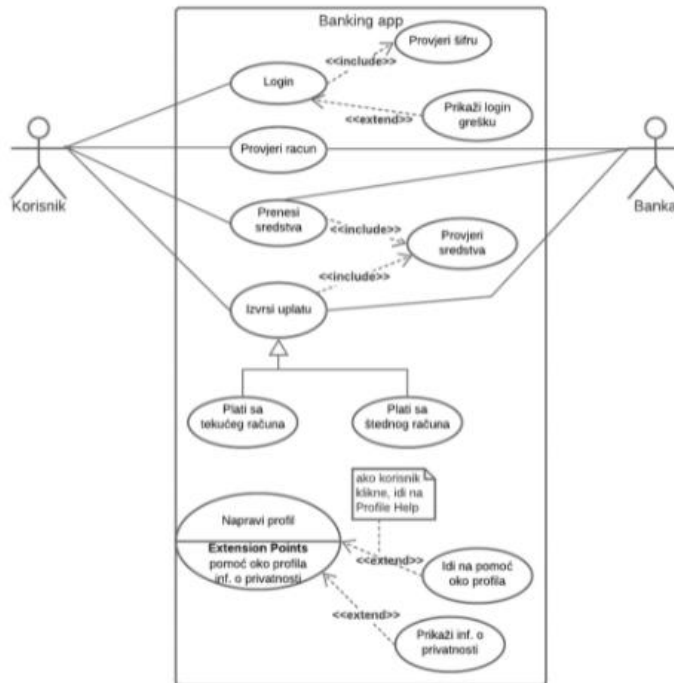 Banking app
Provjeri šifru
<<include>>
Login
Prikaži login
grešku
<<extend>>
Provjeri racun
Korisnik
Banka
Prenesi
sredstva
<<include>>
Provjeri
sredstva
<<include>>
Izvrsi uplatu
Plati sa
tekućeg računa
Plati sa
štednog računa
ako korisnik
klikne, idi na
Profile Help
Napravi profil
Extension Points
pomoć oko profila
inf. o privatnosti
<<extend>>
Idi na pomoć
oko profila
<<extend>>
Prikaži inf. o
privatnosti